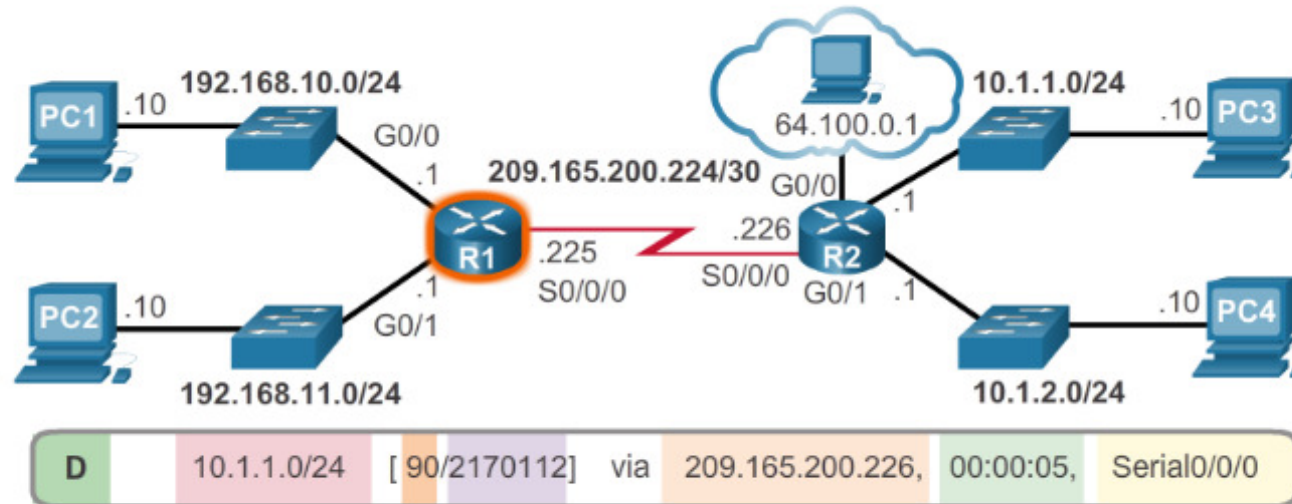 192.168.10.0/24
10.1.1.0/24
PC1
.10
64.100.0.1
.10
PC3
G0/0
.1
209.165.200.224/30
G0/0
.1
R1
.225
.226
R2
S0/0/0
S0/0/0
G0/1
.1
PC2
.10
.1
G0/1
.10
PC4
192.168.11.0/24
10.1.2.0/24
D 10.1.1.0/24 [ 90/2170112] via 209.165.200.226, 00:00:05, Serial0/0/0